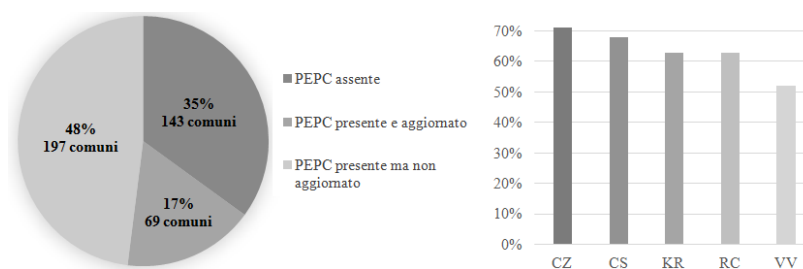 35%
143 comuni
48%
197 comuni
17%
69 comuni
PEPC assente
PEPC presente e aggiornato
PEPC presente ma non
aggiornato
70%
60%
50%
40%
30%
20%
10%
0%
CZ CS KR RC VV